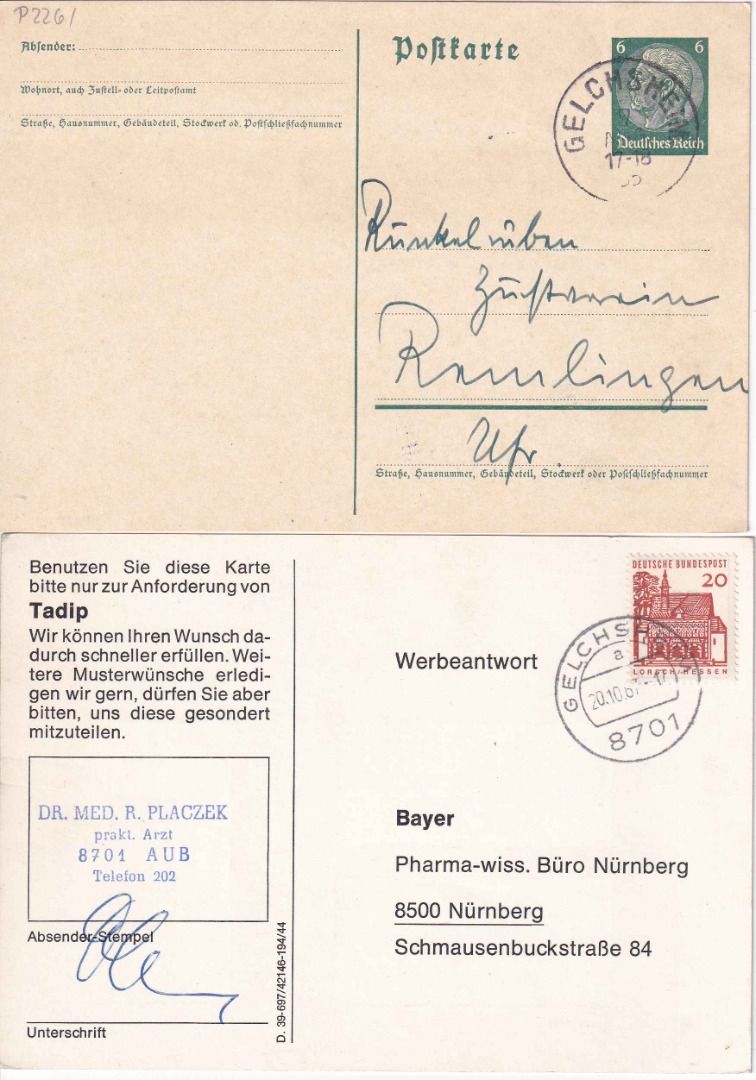 P226/
Absender:
Wohnort, auch Zustell- oder Leitpostamt
Straße, Hausnummer, Gebäudeteil, Stockwerk od. Postschließfachnummer
Postkarte
6 6
Deutsches Reich
GELCHSHEIM
17-18
Runkelrüben
Zuchtverein
Remlingen
Ufr.
Straße, Hausnummer, Gebäudeteil, Stockwerk oder Postschließfachnummer
Benutzen Sie diese Karte
bitte nur zur Anforderung von
Tadip
Wir können Ihren Wunsch da-
durch schneller erfüllen. Wei-
tere Musterwünsche erledi-
gen wir gern, dürfen Sie aber
bitten, uns diese gesondert
mitzuteilen.
DR. MED. R. PLACZEK
prakt. Arzt
8701 AUB
Telefon 202
Absender-Stempel
Unterschrift
D. 39-697/42146-194/44
Werbeantwort
DEUTSCHE BUNDESPOST
20
LORSCH/HESSEN
GELCHSHEIM
a
20.10.67
8701
Bayer
Pharma-wiss. Büro Nürnberg
8500 Nürnberg
Schmausenbuckstraße 84